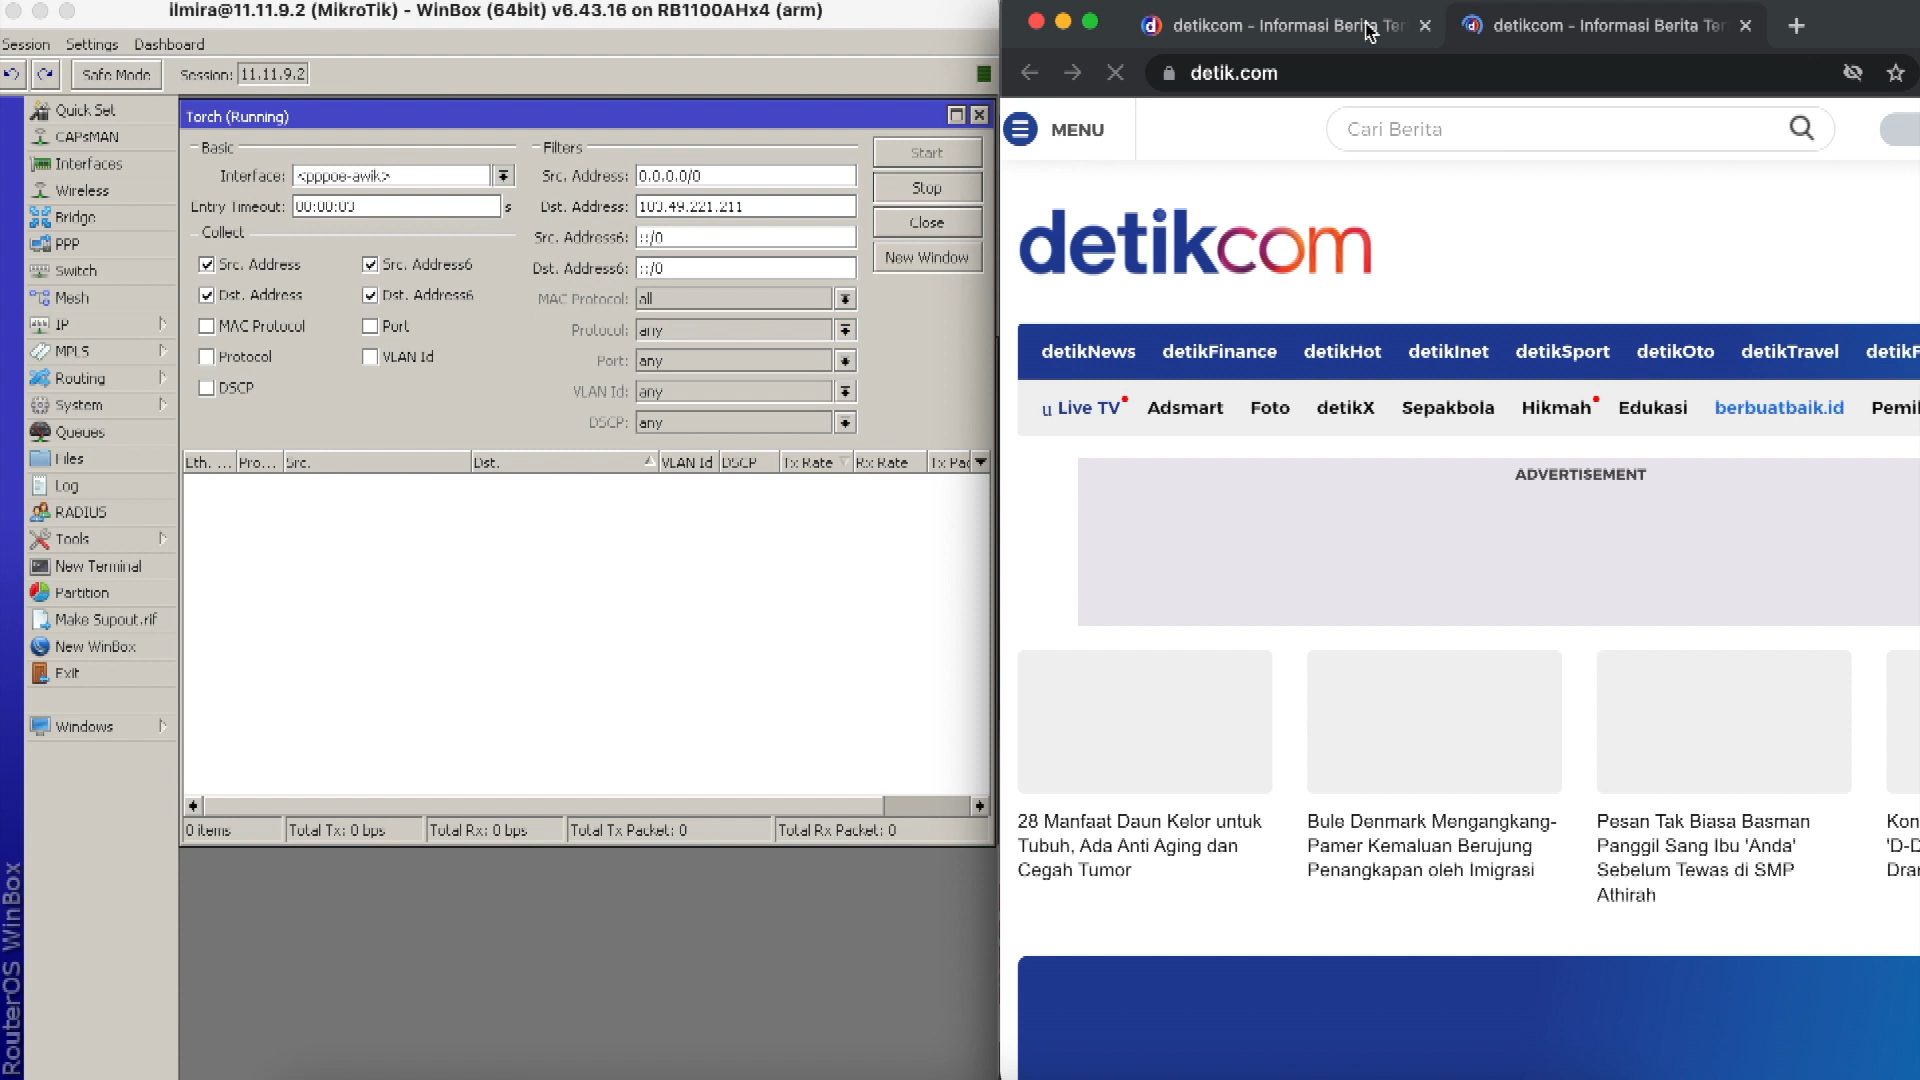 ilmira@11.11.9.2 (MikroTik) - WinBox (64bit) v6.43.16 on RB1100AHx4 (arm)
Session Settings Dashboard
Safe Mode Session: 11.11.9.2
Quick Set
CAPsMAN
Interfaces
Wireless
Bridge
PPP
Switch
Mesh
IP
MPLS
Routing
System
Queues
Files
Log
RADIUS
Tools
New Terminal
Partition
Make Supout.rif
New WinBox
Exit
Windows
RouterOS WinBox
Torch (Running)
Basic
Interface: <pppoe-awik>
Entry Timeout: 00:00:03 s
Collect
Src. Address
Src. Address6
Dst. Address
Dst. Address6
MAC Protocol
Port
Protocol
VLAN Id
DSCP
Filters
Src. Address: 0.0.0.0/0
Dst. Address: 103.49.221.211
Src. Address6: ::/0
Dst. Address6: ::/0
MAC Protocol: all
Protocol: any
Port: any
VLAN Id: any
DSCP: any
Start
Stop
Close
New Window
Eth. ... Pro... Src. Dst. VLAN Id DSCP Tx Rate Rx Rate Tx Pac
0 items Total Tx: 0 bps Total Rx: 0 bps Total Tx Packet: 0 Total Rx Packet: 0
detikcom - Informasi Berita Ter
detikcom - Informasi Berita Ter
detik.com
MENU
Cari Berita
detikcom
detikNews detikFinance detikHot detikInet detikSport detikOto detikTravel detikF
u Live TV Adsmart Foto detikX Sepakbola Hikmah Edukasi berbuatbaik.id Pemil
ADVERTISEMENT
28 Manfaat Daun Kelor untuk
Tubuh, Ada Anti Aging dan
Cegah Tumor
Bule Denmark Mengangkang-
Pamer Kemaluan Berujung
Penangkapan oleh Imigrasi
Pesan Tak Biasa Basman
Panggil Sang Ibu 'Anda'
Sebelum Tewas di SMP
Athirah
Kon
'D-D
Drar